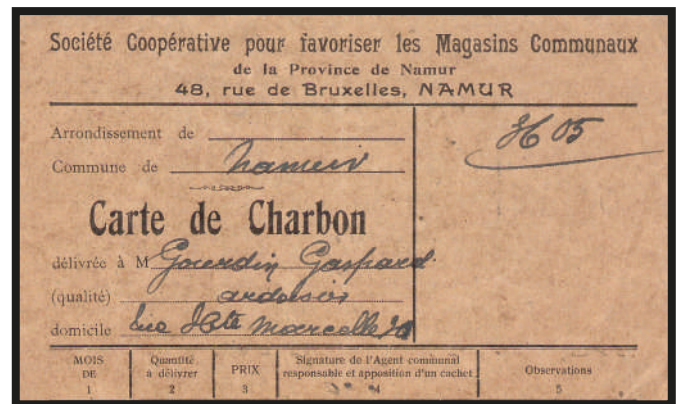 Société Coopérative pour favoriser les Magasins Communaux
de la Province de Namur
48, rue de Bruxelles, NAMUR
Arrondissement de
Commune de Namur
Carte de Charbon
délivrée à M Gourdin Gaspard
(qualité) ardoisier
domicile rue Ste Marcelle
MOIS DE 1
Quantité à délivrer 2
PRIX 3
Signature de l'Agent communal responsable et apposition d'un cachet 4
Observations 5